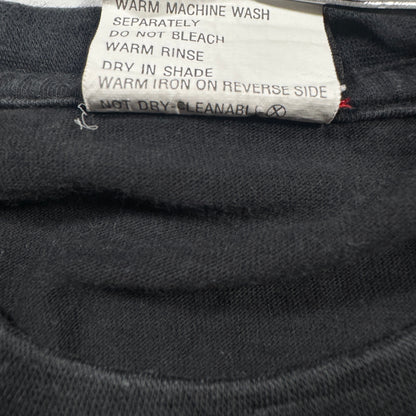 WARM MACHINE WASH
SEPARATELY
DO NOT BLEACH
WARM RINSE
DRY IN SHADE
WARM IRON ON REVERSE SIDE
NOT DRY-CLEANABLE Ⓧ